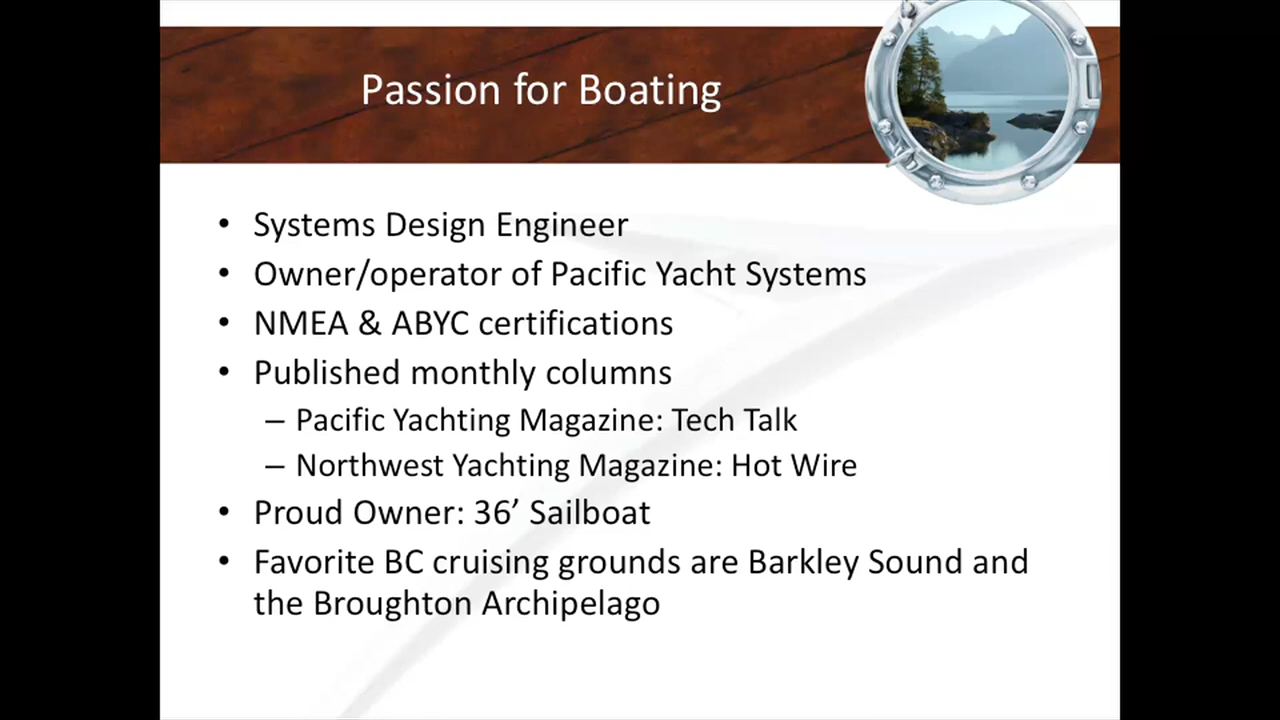 Passion for Boating
• Systems Design Engineer
• Owner/operator of Pacific Yacht Systems
• NMEA & ABYC certifications
• Published monthly columns
– Pacific Yachting Magazine: Tech Talk
– Northwest Yachting Magazine: Hot Wire
• Proud Owner: 36’ Sailboat
• Favorite BC cruising grounds are Barkley Sound and
the Broughton Archipelago